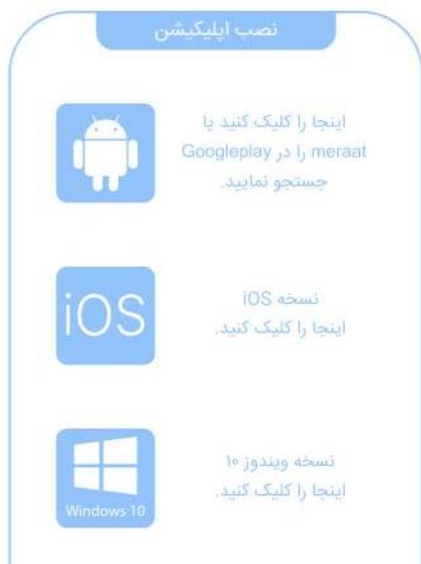 نصب اپلیکیشن
اینجا را کلیک کنید یا
meraat را در Googleplay
جستجو نمایید.
iOS
نسخه iOS
اینجا را کلیک کنید.
Windows 10
نسخه ویندوز ۱۰
اینجا را کلیک کنید.